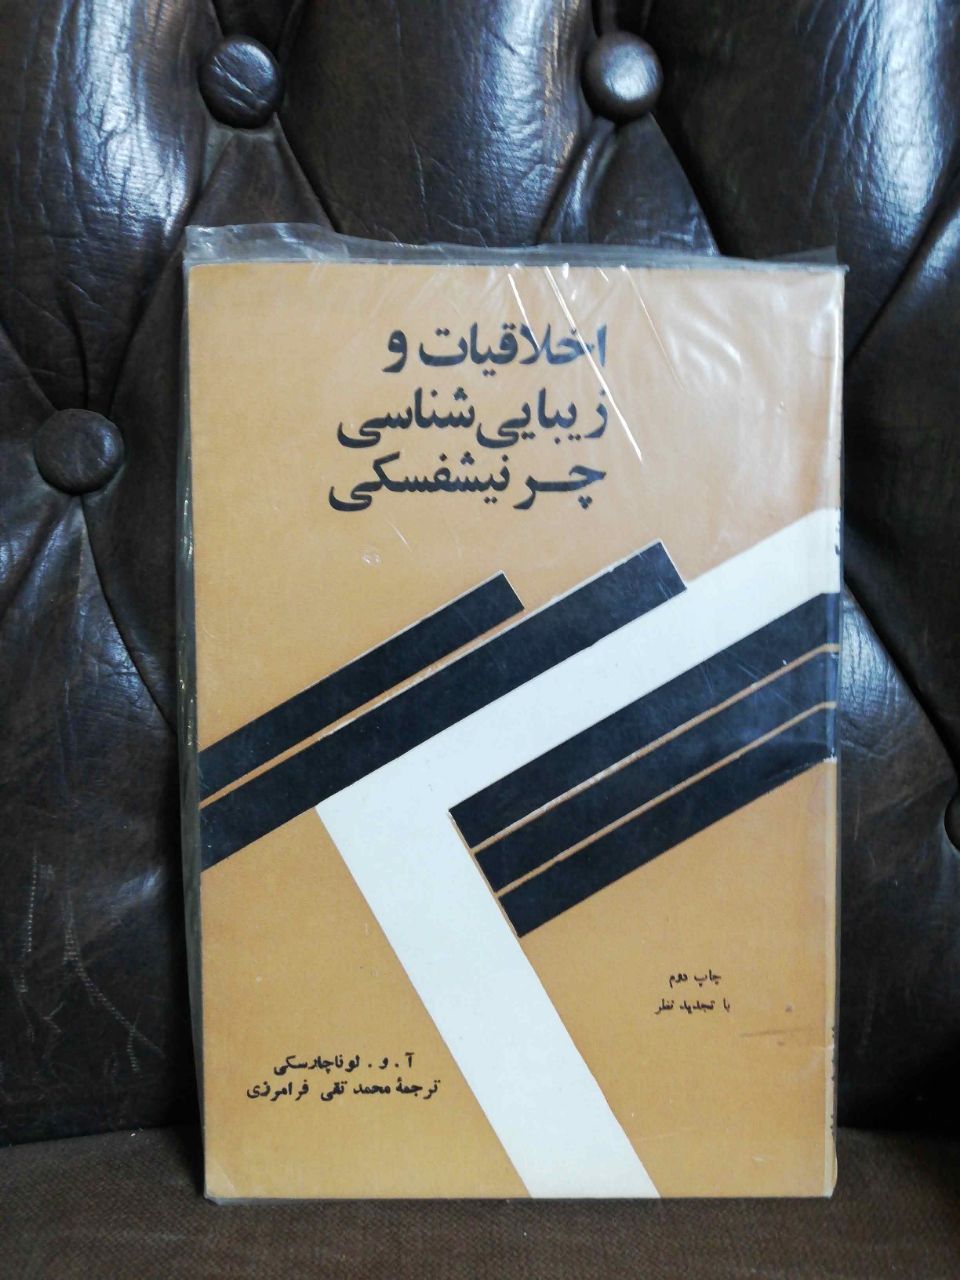 اخلاقیات و
زیبایی شناسی
چرنیشفسکی
چاپ دوم
با تجدید نظر
آ . و . لوناچارسکی
ترجمهٔ محمد تقی فرامرزی